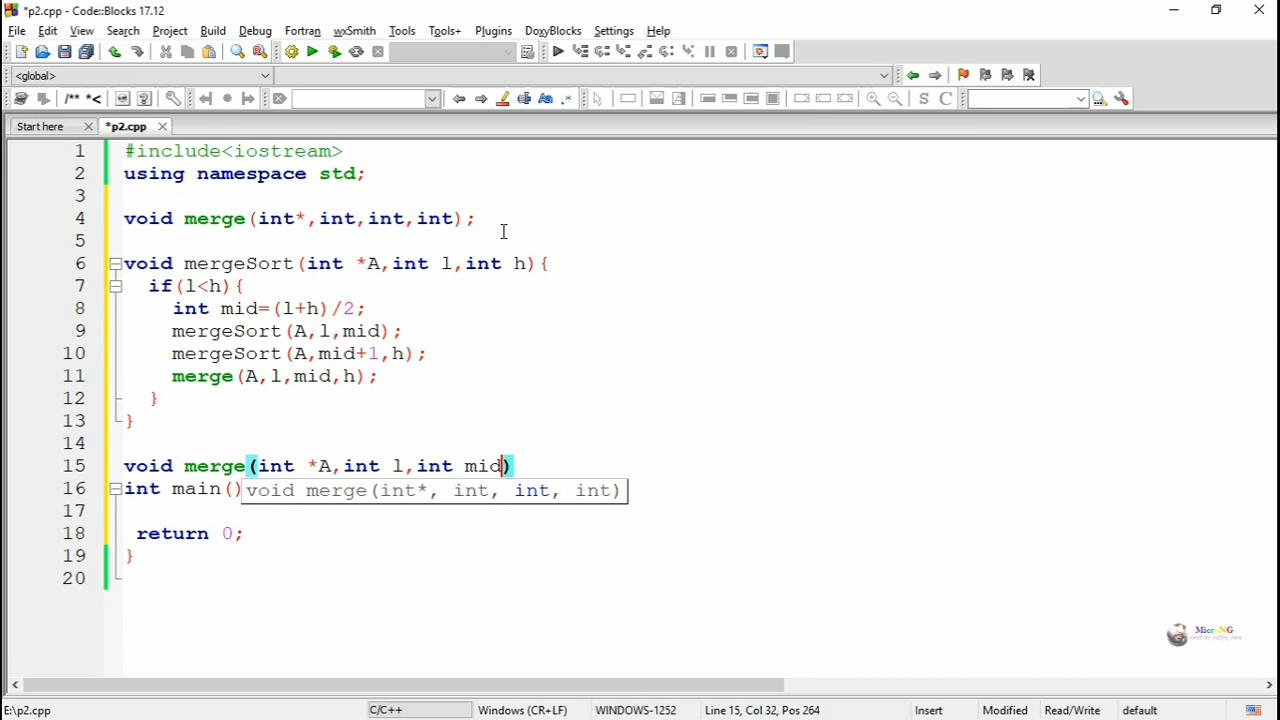 *p2.cpp - Code::Blocks 17.12
File Edit View Search Project Build Debug Fortran wxSmith Tools Tools+ Plugins DoxyBlocks Settings Help
<global>
/** *<
S C
Start here *p2.cpp
1 #include<iostream>
2 using namespace std;
3
4 void merge(int*,int,int,int);
5
6 void mergeSort(int *A,int l,int h){
7 if(l<h){
8 int mid=(l+h)/2;
9 mergeSort(A,l,mid);
10 mergeSort(A,mid+1,h);
11 merge(A,l,mid,h);
12 }
13 }
14
15 void merge(int *A,int l,int mid)
16 int main() void merge(int*, int, int, int)
17
18 return 0;
19 }
20
E:\p2.cpp C/C++ Windows (CR+LF) WINDOWS-1252 Line 15, Col 32, Pos 264 Insert Modified Read/Write default